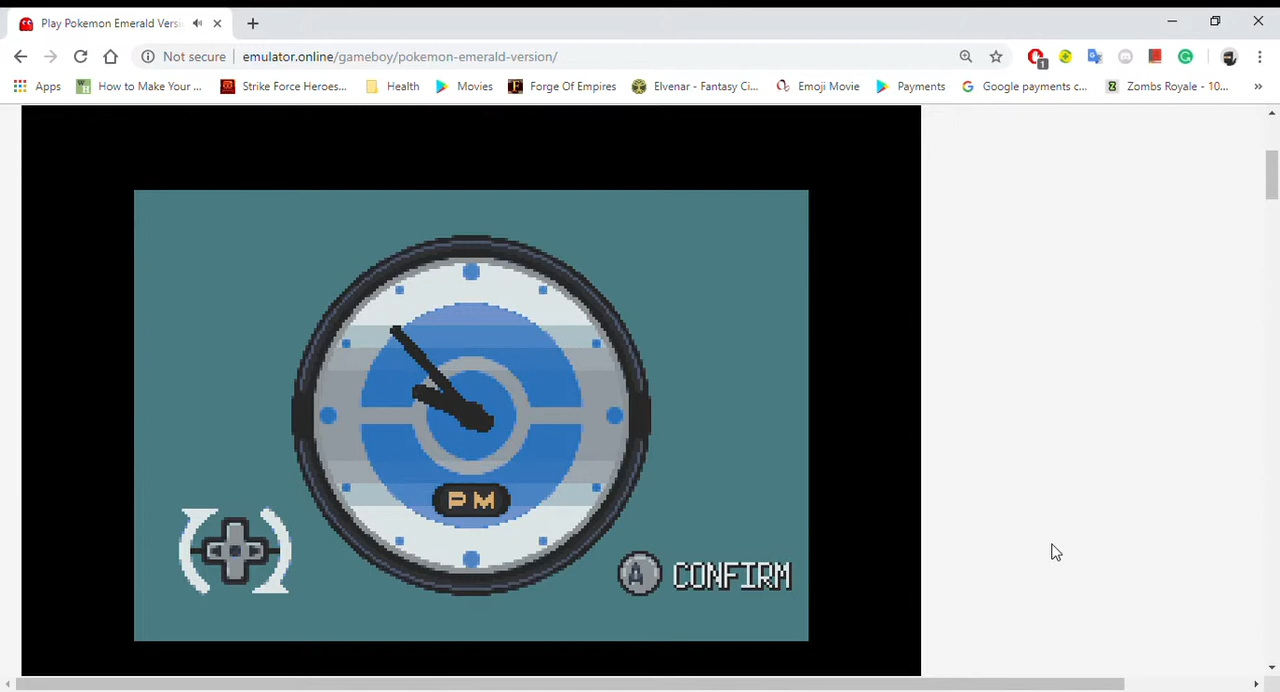 Play Pokemon Emerald Versi
Not secure emulator.online/gameboy/pokemon-emerald-version/
1
Apps How to Make Your ... Strike Force Heroes... Health Movies Forge Of Empires Elvenar - Fantasy Ci... Emoji Movie Payments Google payments c... Zombs Royale - 10... »
PM
A CONFIRM